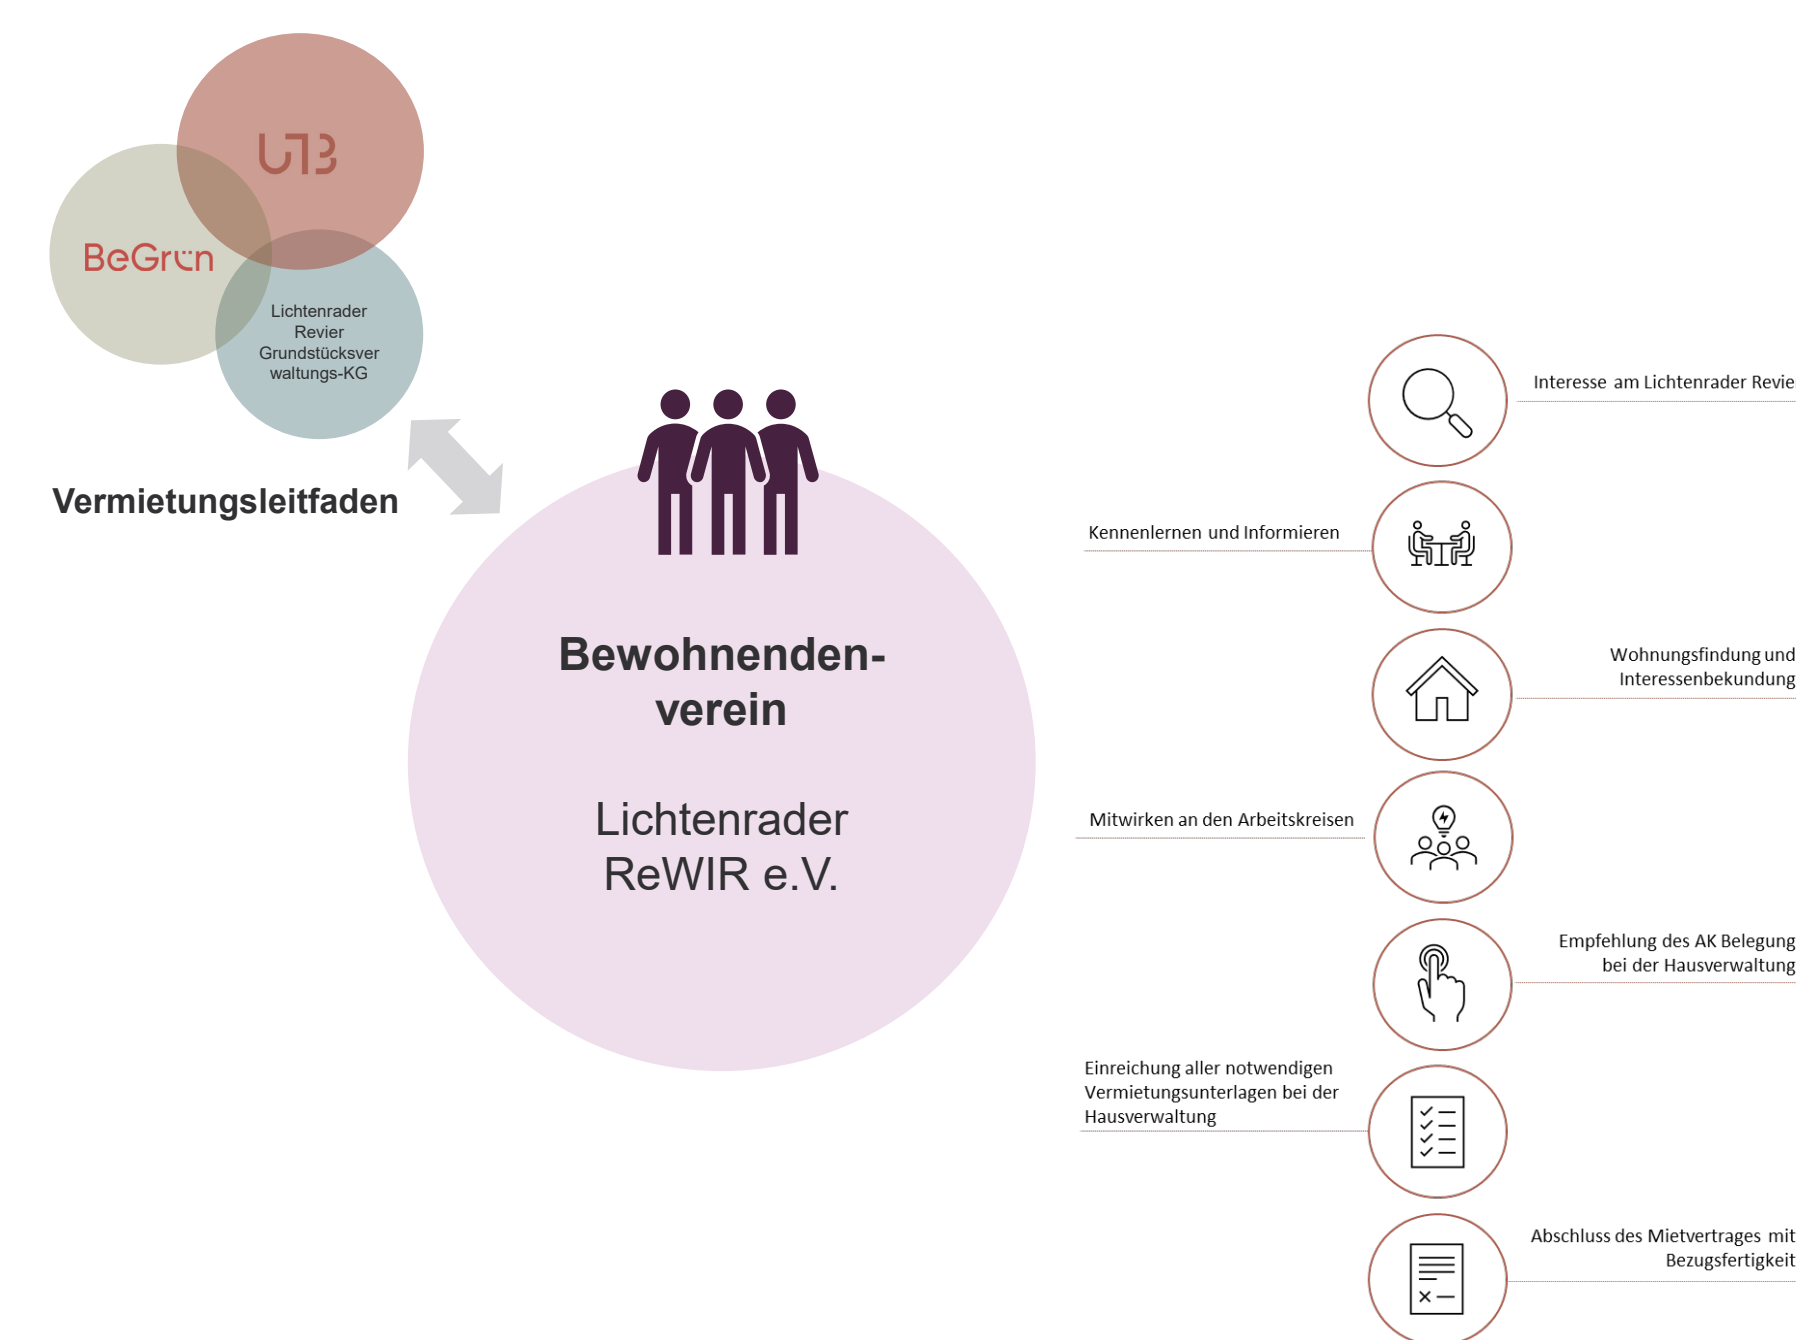 UTB
BeGrün
Lichtenrader
Revier
Grundstücksver
waltungs-KG
Vermietungsleitfaden
Bewohnenden-
verein
Lichtenrader
ReWIR e.V.
Interesse am Lichtenrader Revier
Kennenlernen und Informieren
Wohnungsfindung und
Interessenbekundung
Mitwirken an den Arbeitskreisen
Empfehlung des AK Belegung
bei der Hausverwaltung
Einreichung aller notwendigen
Vermietungsunterlagen bei der
Hausverwaltung
Abschluss des Mietvertrages mit
Bezugsfertigkeit